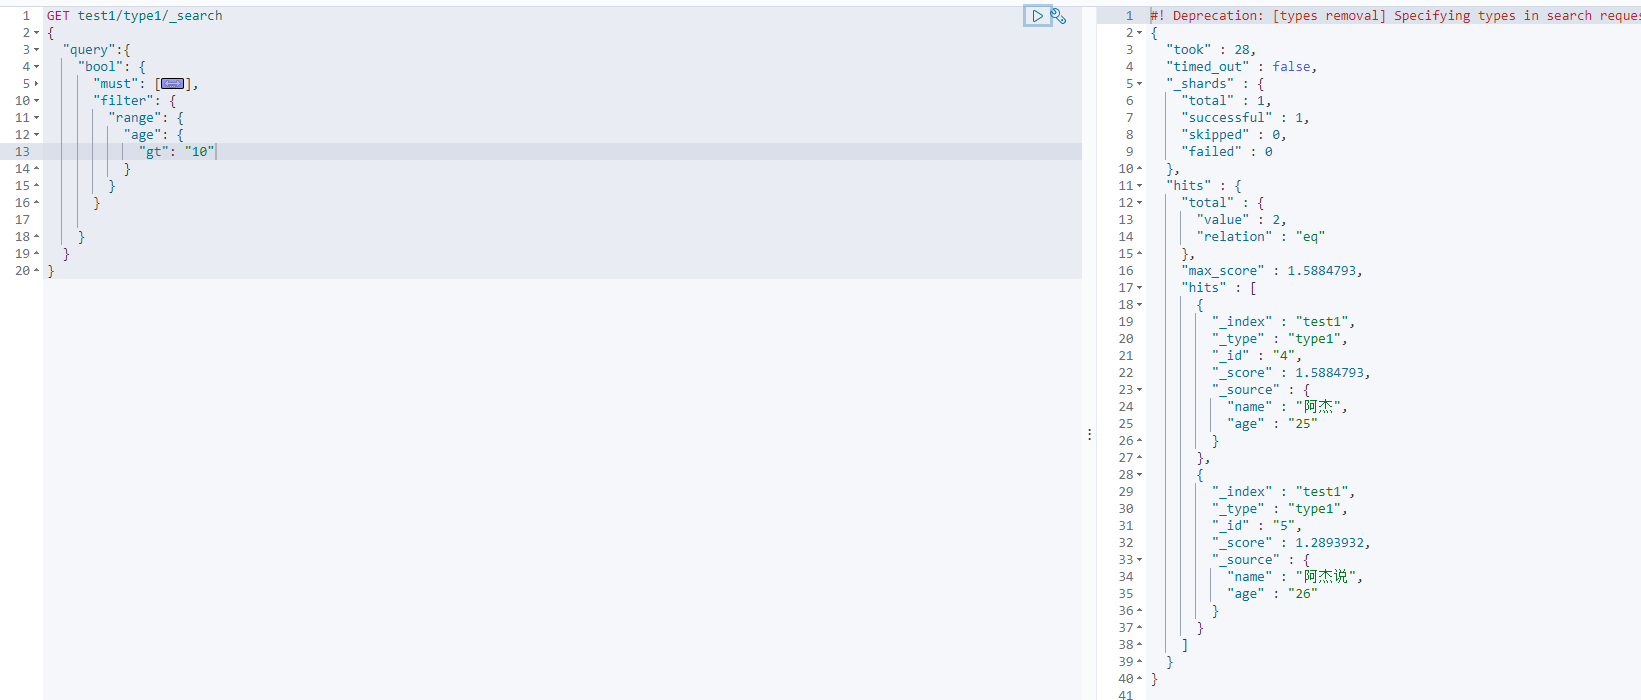 1 GET test1/type1/_search
2 {
3 "query":{
4 "bool": {
5 "must": [],
10 "filter": {
11 "range": {
12 "age": {
13 "gt": "10"
14 }
15 }
16 }
17
18 }
19 }
20 }
1 #! Deprecation: [types removal] Specifying types in search reques
2 {
3 "took" : 28,
4 "timed_out" : false,
5 "_shards" : {
6 "total" : 1,
7 "successful" : 1,
8 "skipped" : 0,
9 "failed" : 0
10 },
11 "hits" : {
12 "total" : {
13 "value" : 2,
14 "relation" : "eq"
15 },
16 "max_score" : 1.5884793,
17 "hits" : [
18 {
19 "_index" : "test1",
20 "_type" : "type1",
21 "_id" : "4",
22 "_score" : 1.5884793,
23 "_source" : {
24 "name" : "阿杰",
25 "age" : "25"
26 }
27 },
28 {
29 "_index" : "test1",
30 "_type" : "type1",
31 "_id" : "5",
32 "_score" : 1.2893932,
33 "_source" : {
34 "name" : "阿杰说",
35 "age" : "26"
36 }
37 }
38 ]
39 }
40 }
41